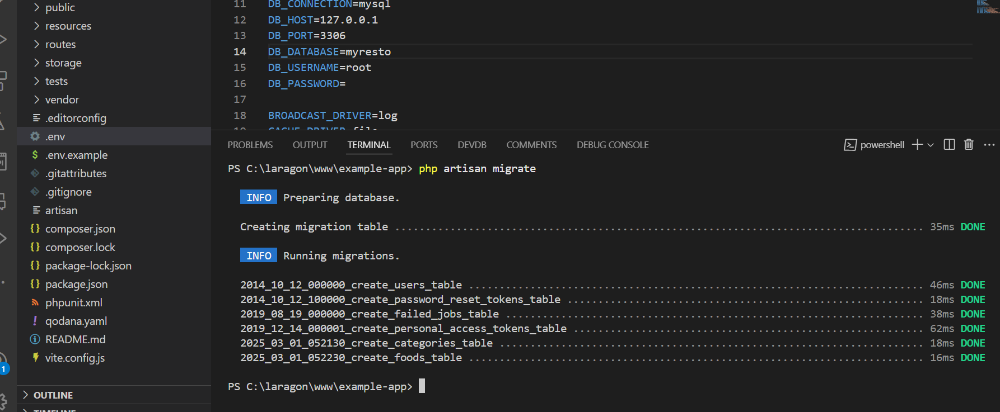 public
resources
routes
storage
tests
vendor
.editorconfig
.env
.env.example
.gitattributes
.gitignore
artisan
composer.json
composer.lock
package-lock.json
package.json
phpunit.xml
qodana.yaml
README.md
vite.config.js
OUTLINE
TIMELINE
1
11 DB_CONNECTION=mysql
12 DB_HOST=127.0.0.1
13 DB_PORT=3306
14 DB_DATABASE=myresto
15 DB_USERNAME=root
16 DB_PASSWORD=
17
18 BROADCAST_DRIVER=log
19 CACHE_DRIVER=file
PROBLEMS OUTPUT TERMINAL PORTS DEVDB COMMENTS DEBUG CONSOLE powershell
PS C:\laragon\www\example-app> php artisan migrate
INFO Preparing database.
Creating migration table ...................................................................................... 35ms DONE
INFO Running migrations.
2014_10_12_000000_create_users_table .......................................................................... 46ms DONE
2014_10_12_100000_create_password_reset_tokens_table .......................................................... 18ms DONE
2019_08_19_000000_create_failed_jobs_table .................................................................... 38ms DONE
2019_12_14_000001_create_personal_access_tokens_table ......................................................... 62ms DONE
2025_03_01_052130_create_categories_table ..................................................................... 18ms DONE
2025_03_01_052230_create_foods_table .......................................................................... 16ms DONE
PS C:\laragon\www\example-app>